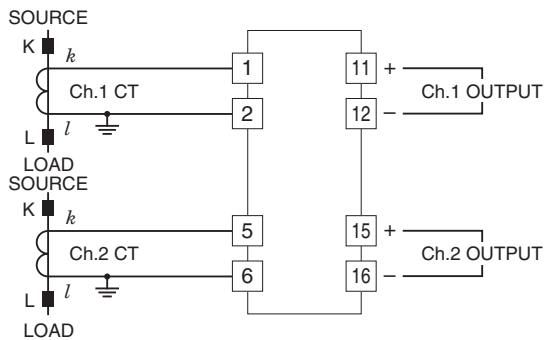 SOURCE
K
k
1
11 +
Ch.1 CT
Ch.1 OUTPUT
2
12 −
L
l
LOAD
SOURCE
K
k
5
15 +
Ch.2 CT
Ch.2 OUTPUT
6
16 −
L
l
LOAD